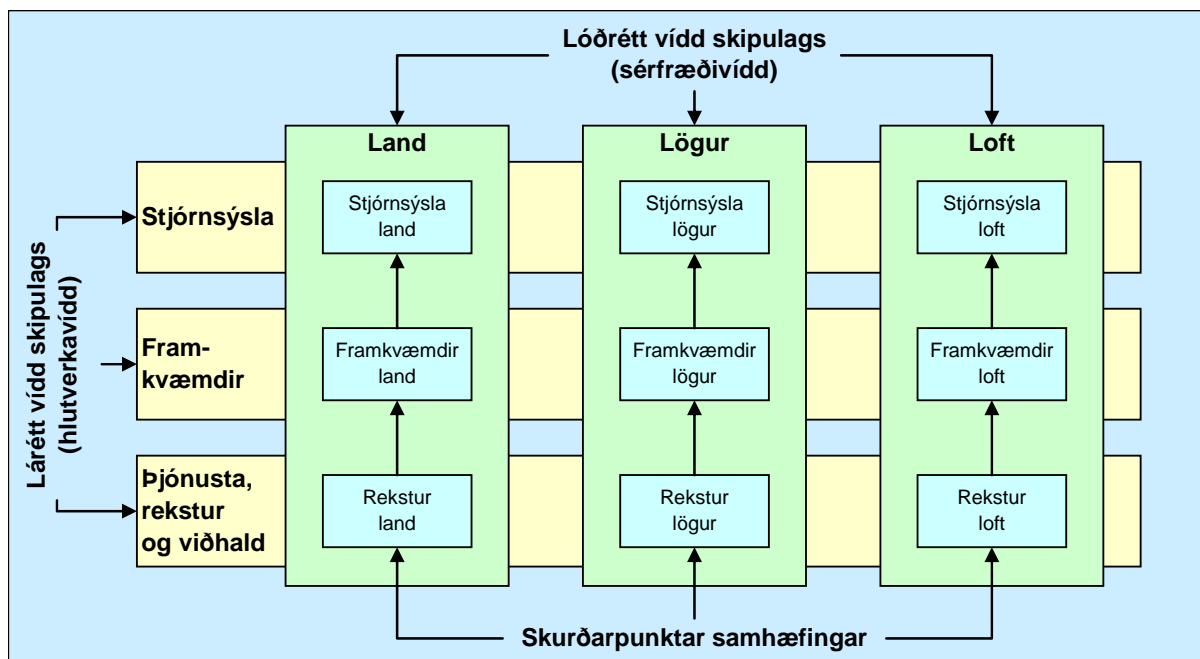 Lóðrétt vídd skipulags
(sérfræðivídd)
Land
Lögur
Loft
Lárétt vídd skipulags
(hlutverkavídd)
Stjórnsýsla
Stjórnsýsla
land
Stjórnsýsla
lögur
Stjórnsýsla
loft
Fram-
kvæmdir
Framkvæmdir
land
Framkvæmdir
lögur
Framkvæmdir
loft
Þjónusta,
rekstur
og viðhald
Rekstur
land
Rekstur
lögur
Rekstur
loft
Skurðarpunktar samhæfingar